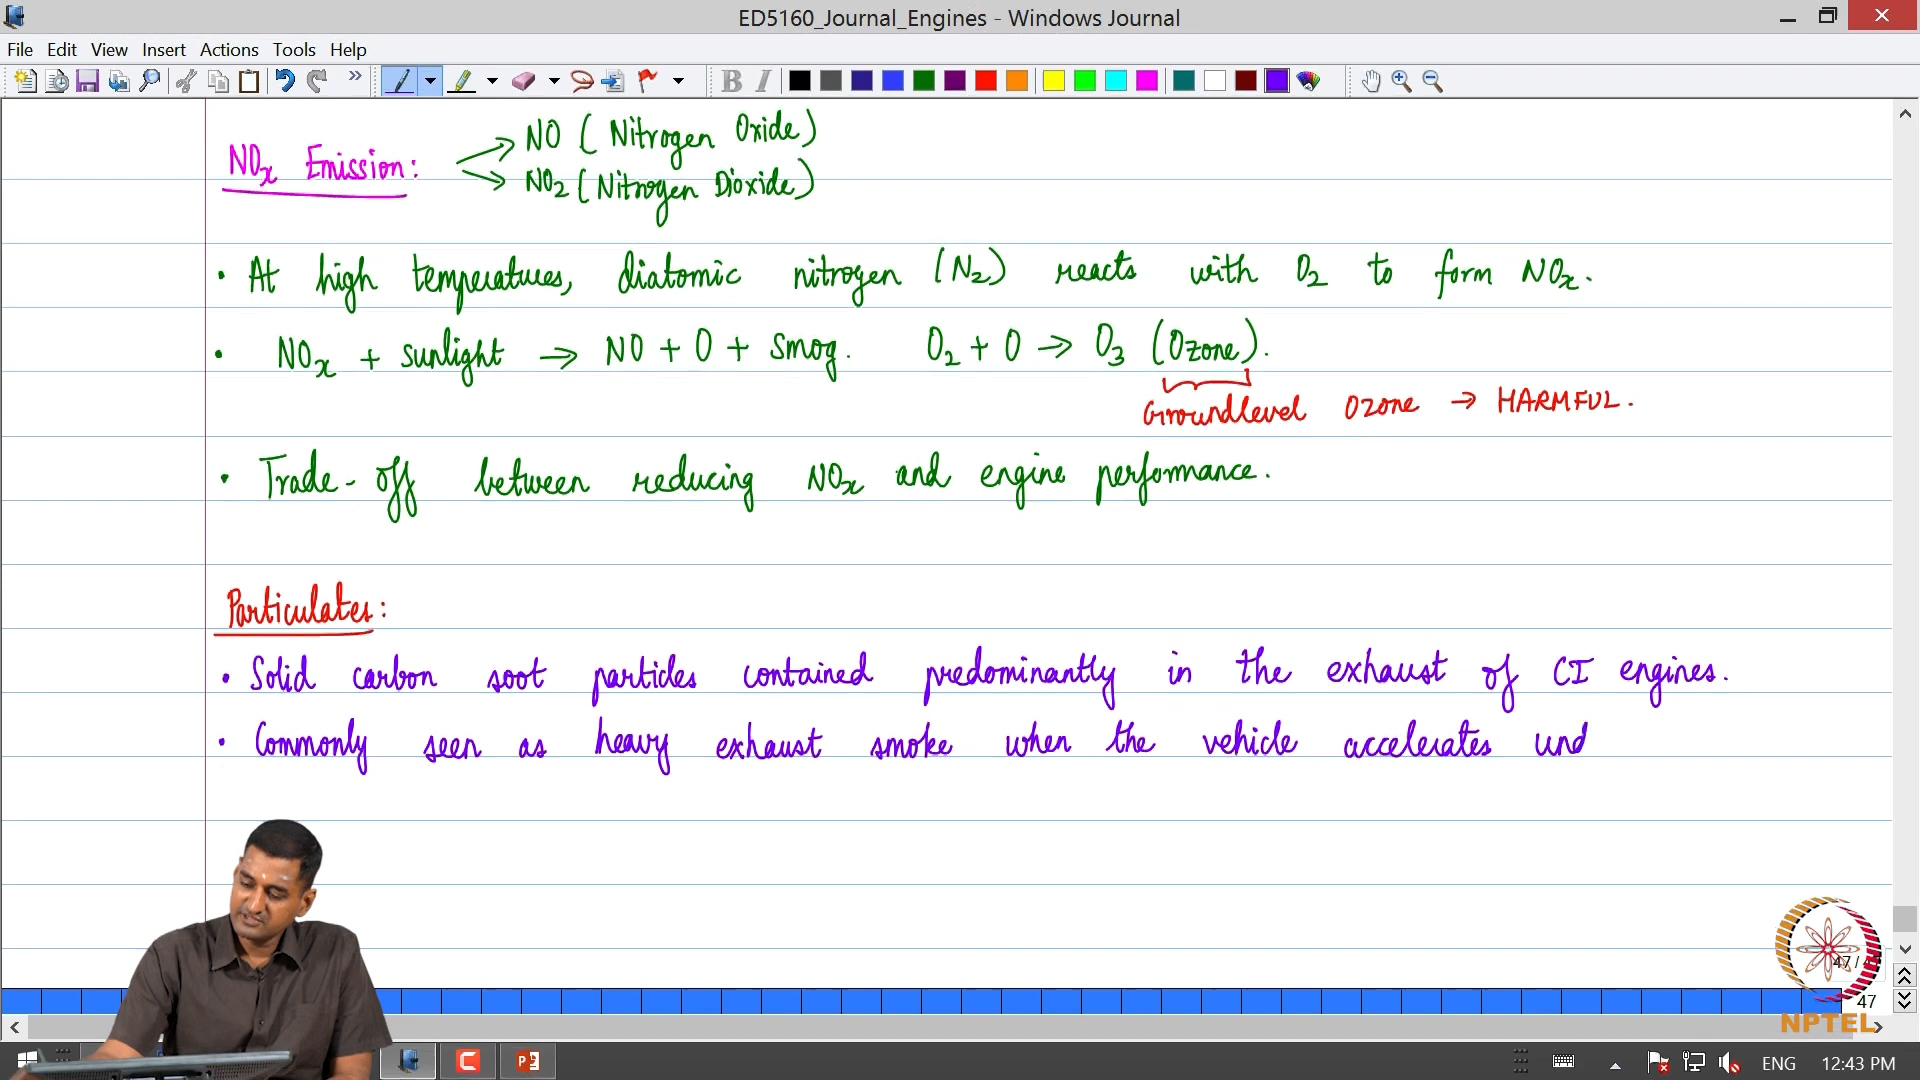 ED5160_Journal_Engines - Windows Journal
File Edit View Insert Actions Tools Help
B I
NOx Emission:
NO (Nitrogen Oxide)
NO2 (Nitrogen Dioxide)
• At high temperatures, diatomic nitrogen (N2) reacts with O2 to form NOx.
• NOx + sunlight → NO + O + Smog. O2 + O → O3 (Ozone).
Groundlevel Ozone → HARMFUL.
• Trade-off between reducing NOx and engine performance.
Particulates:
• Solid carbon soot particles contained predominantly in the exhaust of CI engines.
• Commonly seen as heavy exhaust smoke when the vehicle accelerates und
47
NPTEL
ENG 12:43 PM